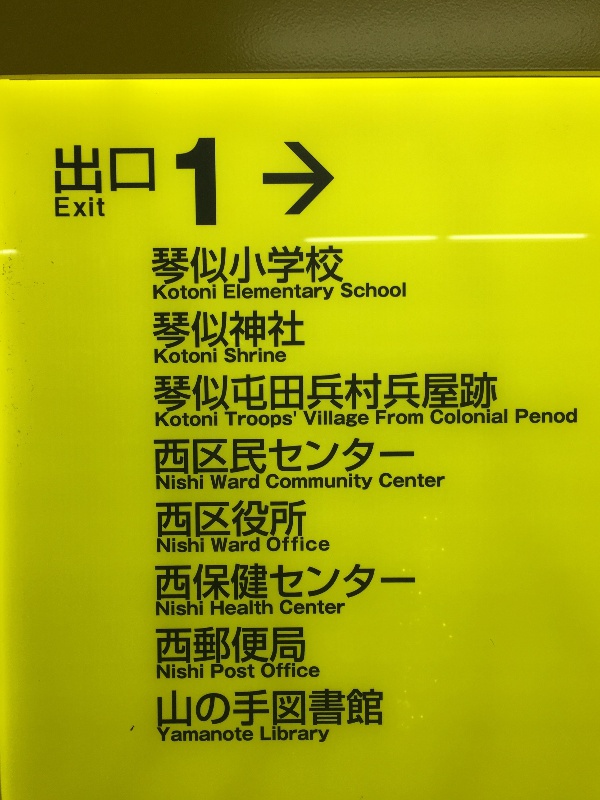 出口 1 →
Exit
琴似小学校
Kotoni Elementary School
琴似神社
Kotoni Shrine
琴似屯田兵村兵屋跡
Kotoni Troops' Village From Colonial Penod
西区民センター
Nishi Ward Community Center
西区役所
Nishi Ward Office
西保健センター
Nishi Health Center
西郵便局
Nishi Post Office
山の手図書館
Yamanote Library